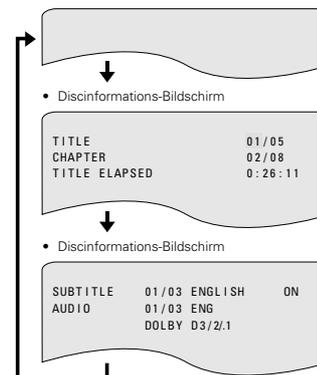 • Discinformations-Bildschirm
TITLE 01/05
CHAPTER 02/08
TITLE ELAPSED 0:26:11
• Discinformations-Bildschirm
SUBTITLE 01/03 ENGLISH ON
AUDIO 01/03 ENG
DOLBY D3/2/.1